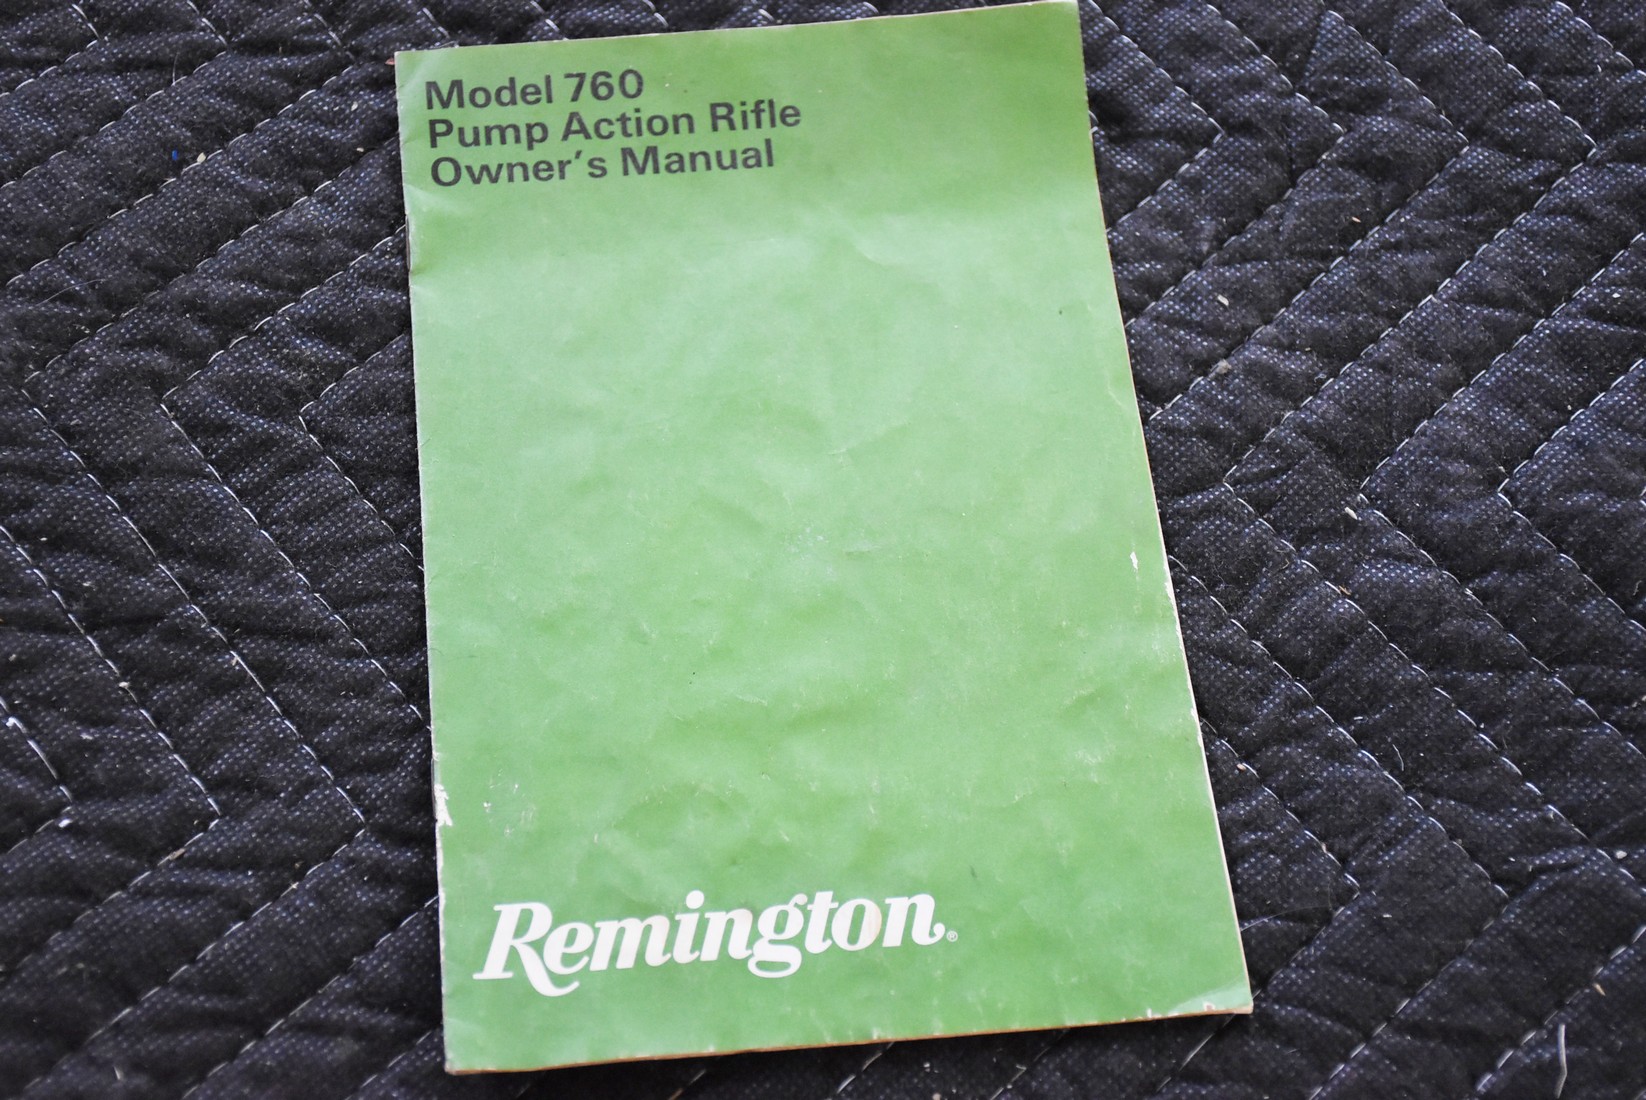 Model 760
Pump Action Rifle
Owner's Manual
Remington®